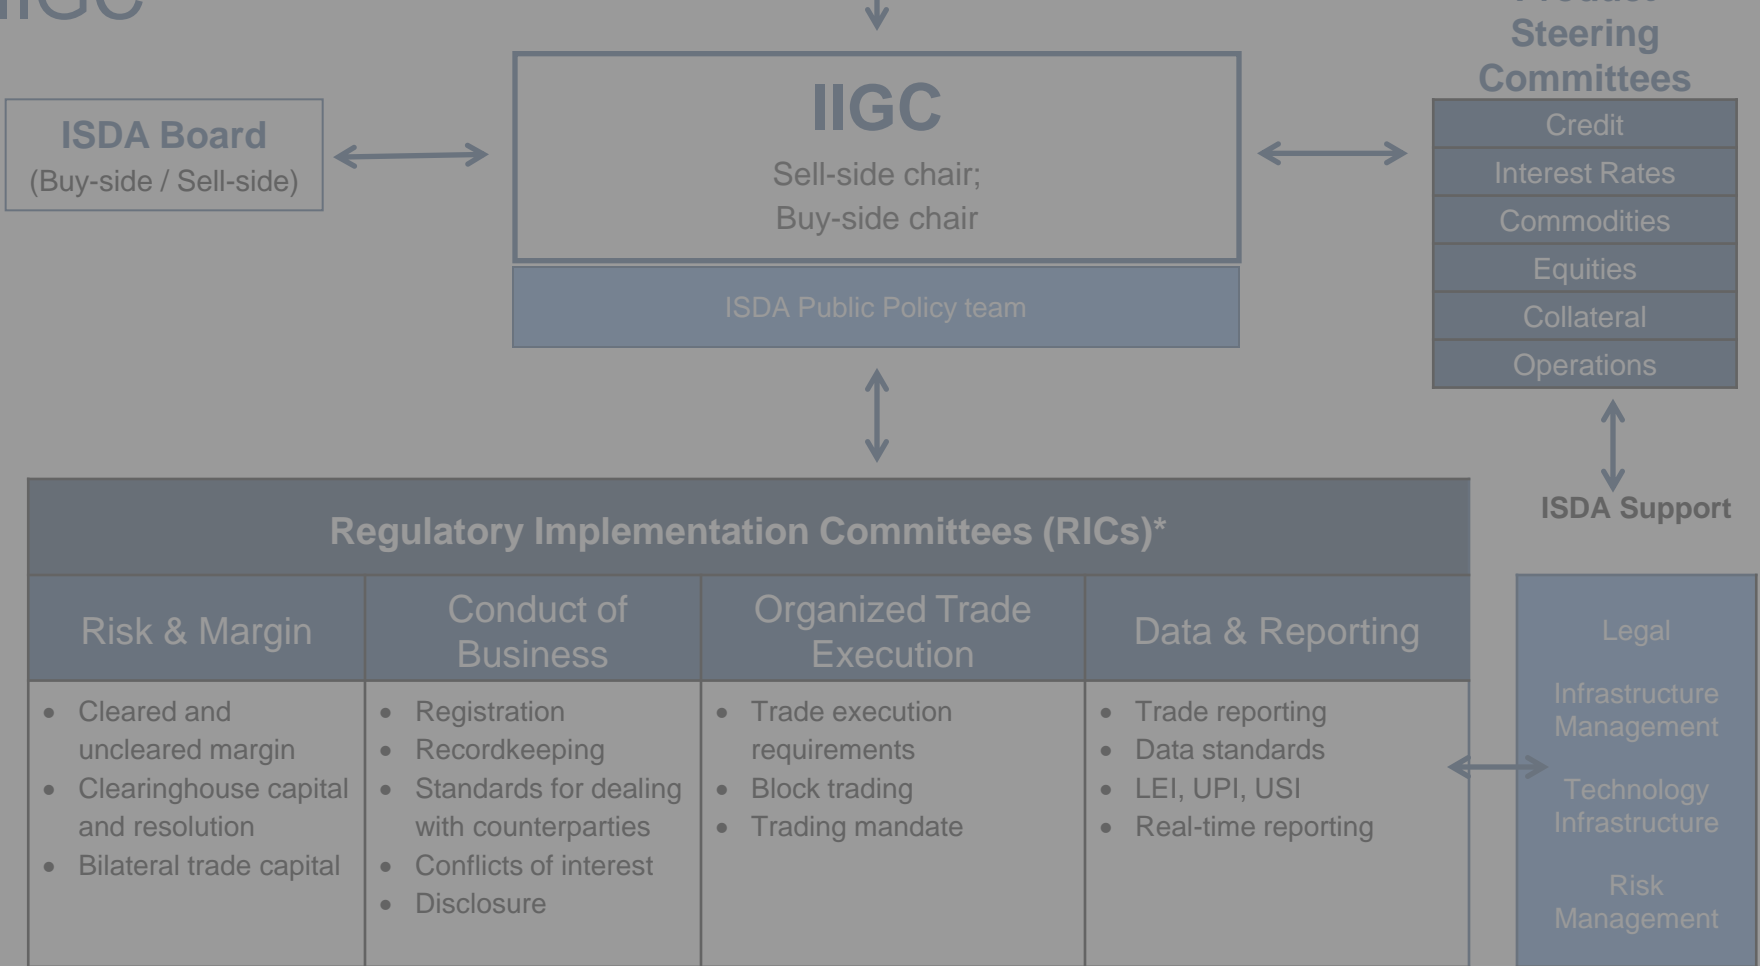 IIGC
Steering
Committees
ISDA Board
(Buy-side / Sell-side)
IIGC
Sell-side chair;
Buy-side chair
ISDA Public Policy team
Credit
Interest Rates
Commodities
Equities
Collateral
Operations
ISDA Support
Regulatory Implementation Committees (RICs)*
Risk & Margin
Conduct of
Business
Organized Trade
Execution
Data & Reporting
• Cleared and
uncleared margin
• Clearinghouse capital
and resolution
• Bilateral trade capital
• Registration
• Recordkeeping
• Standards for dealing
with counterparties
• Conflicts of interest
• Disclosure
• Trade execution
requirements
• Block trading
• Trading mandate
• Trade reporting
• Data standards
• LEI, UPI, USI
• Real-time reporting
Legal
Infrastructure
Management
Technology
Infrastructure
Risk
Management